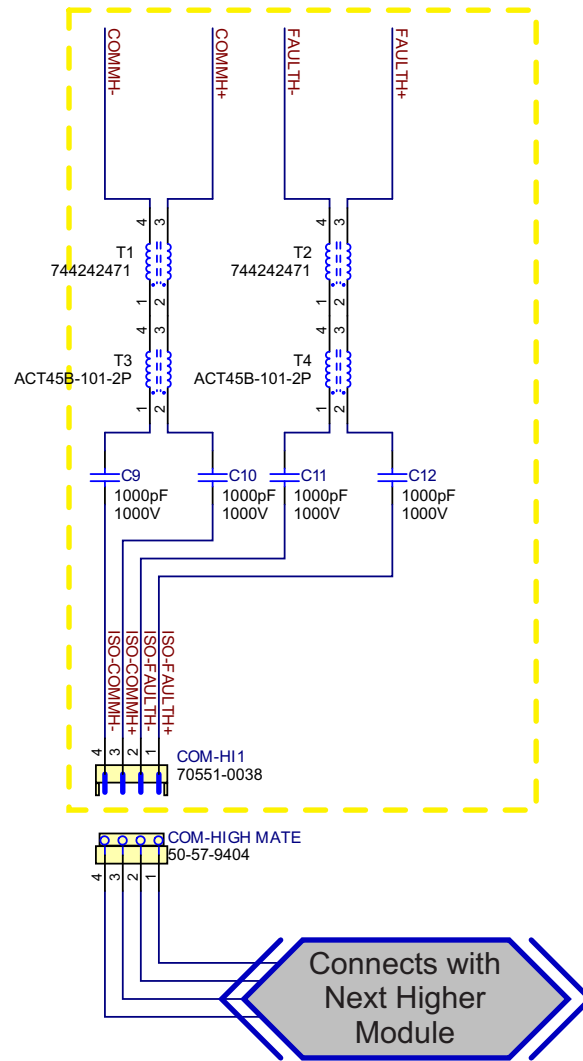 COMMH-
COMMH+
FAULTH-
FAULTH+
4
3
4
3
T1
744242471
T2
744242471
1
2
1
2
4
3
4
3
T3
ACT45B-101-2P
T4
ACT45B-101-2P
1
2
1
2
C9
1000pF
1000V
C10
1000pF
1000V
C11
1000pF
1000V
C12
1000pF
1000V
ISO-COMMH-
ISO-COMMH+
ISO-FAULTH-
ISO-FAULTH+
4
3
2
1
COM-HI1
70551-0038
COM-HIGH MATE
50-57-9404
4
3
2
1
Connects with
Next Higher
Module